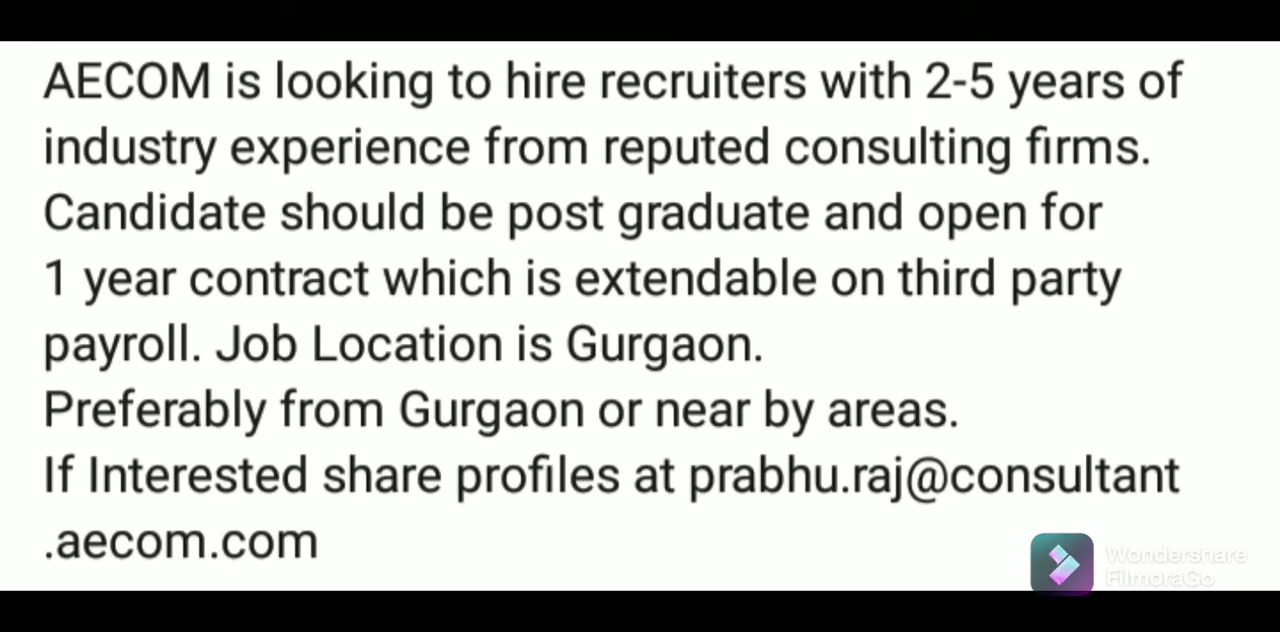 AECOM is looking to hire recruiters with 2-5 years of
industry experience from reputed consulting firms.
Candidate should be post graduate and open for
1 year contract which is extendable on third party
payroll. Job Location is Gurgaon.
Preferably from Gurgaon or near by areas.
If Interested share profiles at prabhu.raj@consultant
.aecom.com
Wondershare
FilmoraGo